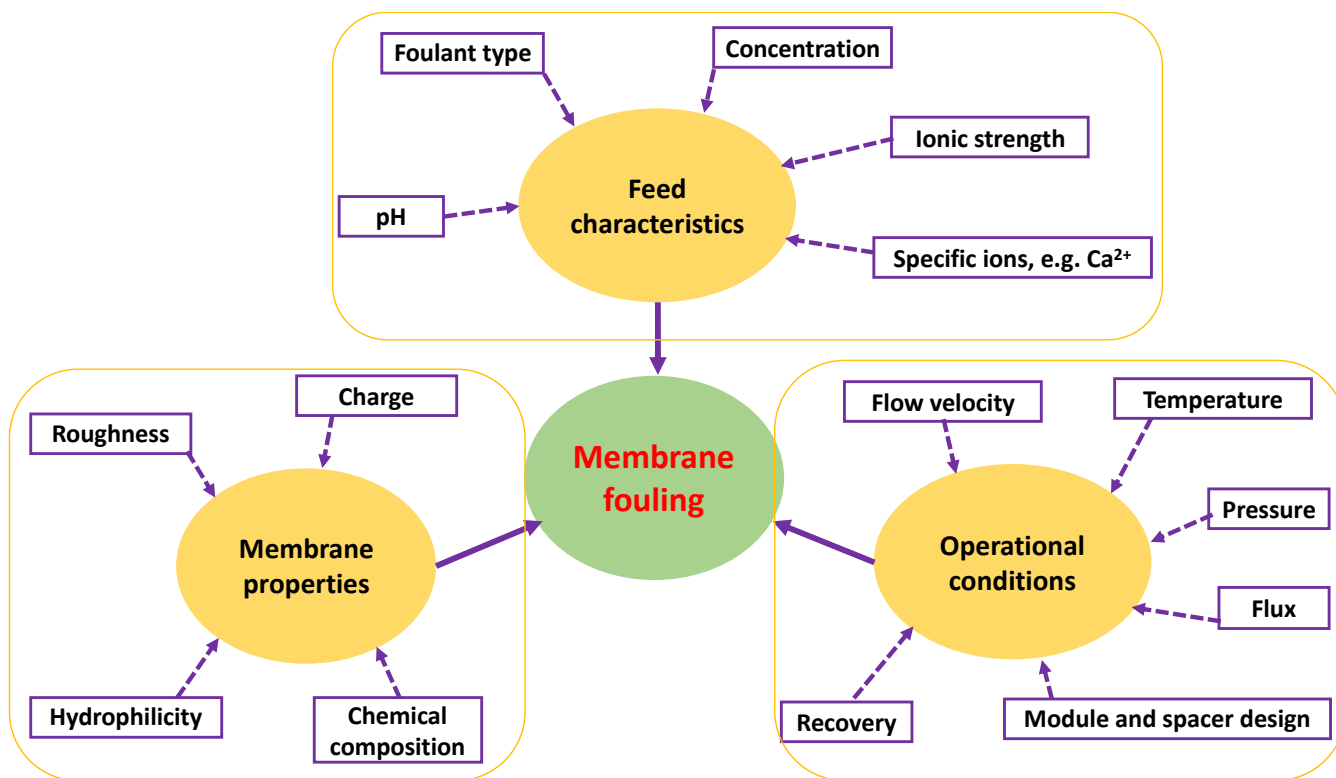 Foulant type
Concentration
Ionic strength
pH
Feed
characteristics
Specific ions, e.g. Ca²⁺
Charge
Roughness
Membrane
properties
Hydrophilicity
Chemical
composition
Membrane
fouling
Flow velocity
Temperature
Pressure
Operational
conditions
Flux
Recovery
Module and spacer design